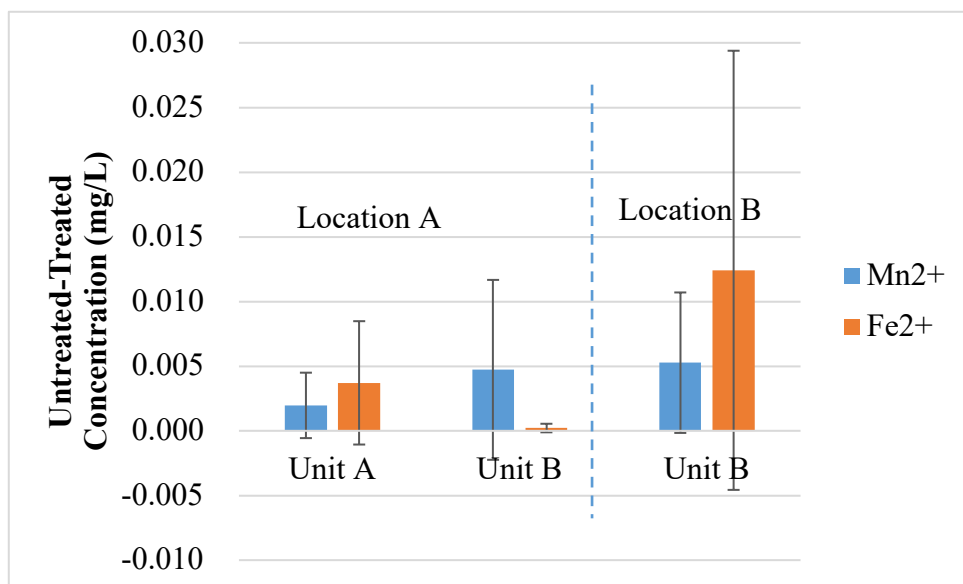 Untreated-Treated
Concentration (mg/L)
0.030
0.025
0.020
0.015
0.010
0.005
0.000
-0.005
-0.010
Location A
Location B
Unit A
Unit B
Unit B
Mn2+
Fe2+